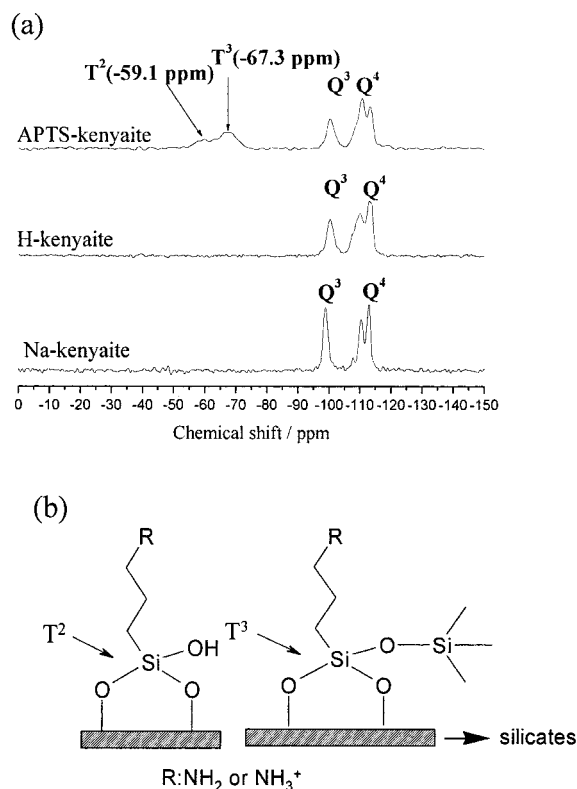 (a)
T²(-59.1 ppm)
T³(-67.3 ppm)
Q³ Q⁴
APTS-kenyaite
Q³ Q⁴
H-kenyaite
Q³ Q⁴
Na-kenyaite
0 -10 -20 -30 -40 -50 -60 -70 -80 -90 -100 -110 -120 -130 -140 -150
Chemical shift / ppm
(b)
R R
T² Si OH T³ Si O Si
O O O O
silicates
R:NH₂ or NH₃⁺